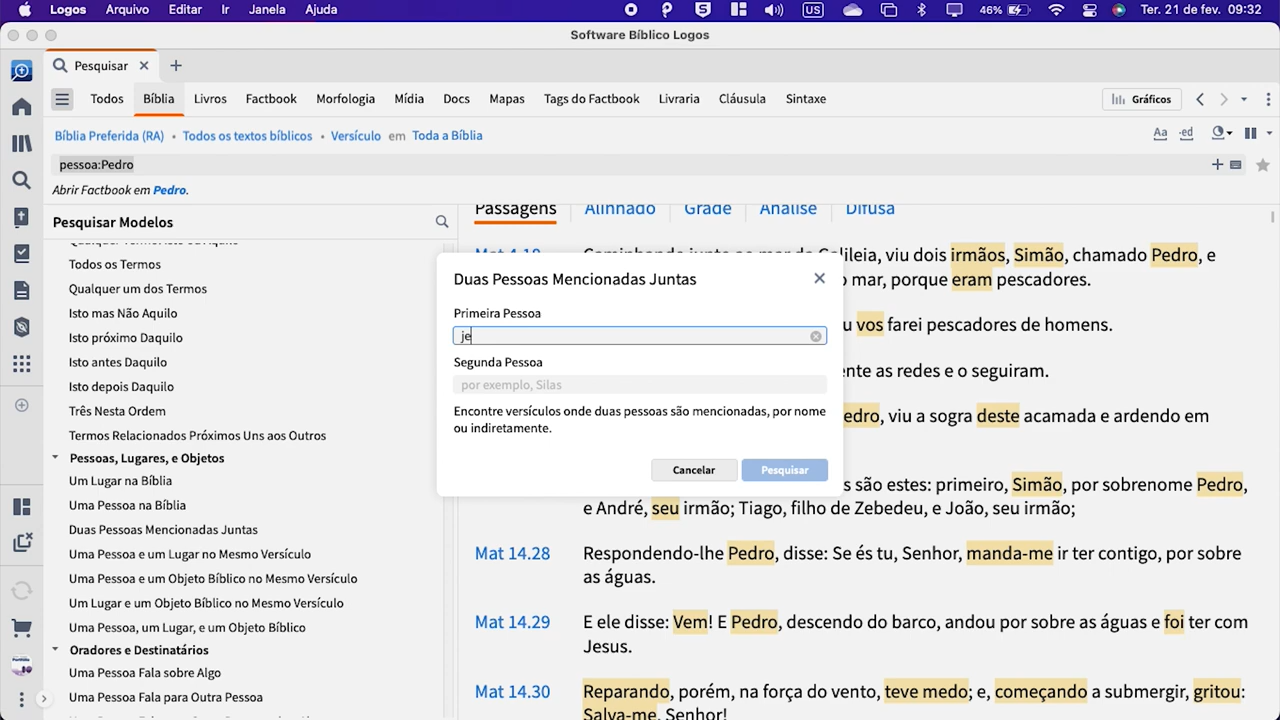 Logos Arquivo Editar Ir Janela Ajuda US 46% Ter. 21 de fev. 09:32
Software Bíblico Logos
Pesquisar
Todos Bíblia Livros Factbook Morfologia Mídia Docs Mapas Tags do Factbook Livraria Cláusula Sintaxe Gráficos
Bíblia Preferida (RA) • Todos os textos bíblicos • Versículo em Toda a Bíblia Aa ·ed
pessoa:Pedro
Abrir Factbook em Pedro.
Pesquisar Modelos
Todos os Termos
Qualquer um dos Termos
Isto mas Não Aquilo
Isto próximo Daquilo
Isto antes Daquilo
Isto depois Daquilo
Três Nesta Ordem
Termos Relacionados Próximos Uns aos Outros
Pessoas, Lugares, e Objetos
Um Lugar na Bíblia
Uma Pessoa na Bíblia
Duas Pessoas Mencionadas Juntas
Uma Pessoa e um Lugar no Mesmo Versículo
Uma Pessoa e um Objeto Bíblico no Mesmo Versículo
Um Lugar e um Objeto Bíblico no Mesmo Versículo
Uma Pessoa, um Lugar, e um Objeto Bíblico
Oradores e Destinatários
Uma Pessoa Fala sobre Algo
Uma Pessoa Fala para Outra Pessoa
Passagens Alinhado Grade Análise Difusa
Caminhando junto ao mar da Galileia, viu dois irmãos, Simão, chamado Pedro, e
mar, porque eram pescadores.
vos farei pescadores de homens.
as redes e o seguiram.
viu a sogra deste acamada e ardendo em
são estes: primeiro, Simão, por sobrenome Pedro,
e André, seu irmão; Tiago, filho de Zebedeu, e João, seu irmão;
Mat 14.28 Respondendo-lhe Pedro, disse: Se és tu, Senhor, manda-me ir ter contigo, por sobre
as águas.
Mat 14.29 E ele disse: Vem! E Pedro, descendo do barco, andou por sobre as águas e foi ter com
Jesus.
Mat 14.30 Reparando, porém, na força do vento, teve medo; e, começando a submergir, gritou:
Salva-me, Senhor!
Duas Pessoas Mencionadas Juntas
Primeira Pessoa
je
Segunda Pessoa
por exemplo, Silas
Encontre versículos onde duas pessoas são mencionadas, por nome
ou indiretamente.
Cancelar Pesquisar